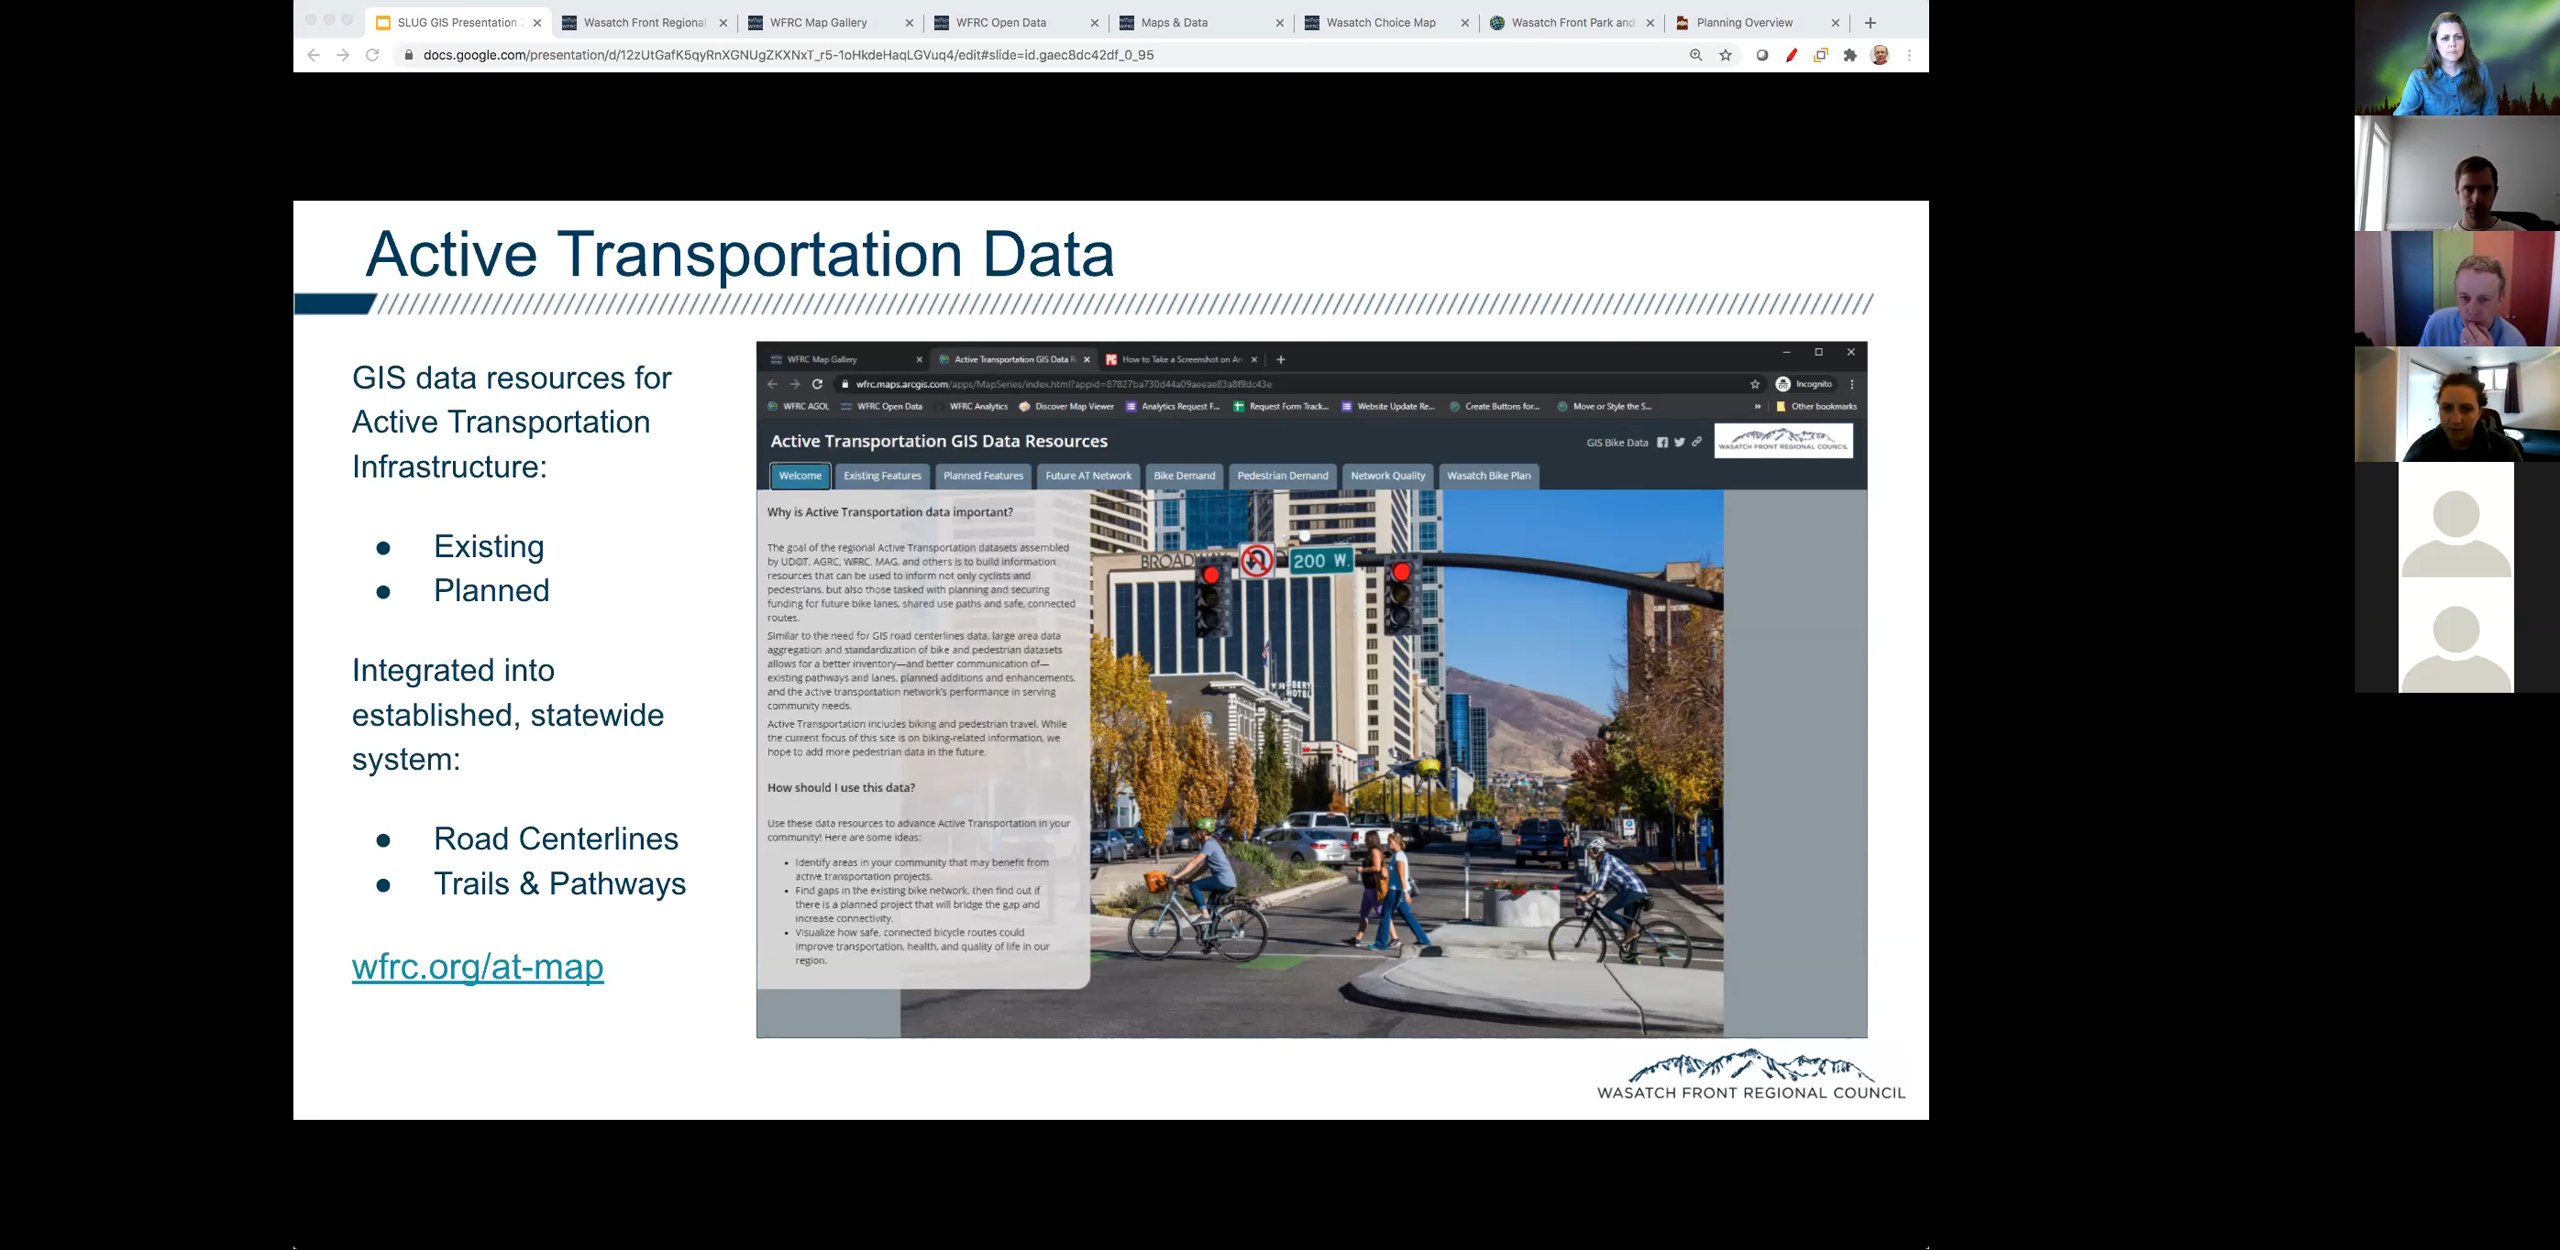 SLUG GIS Presentation
Wasatch Front Regional
WFRC Map Gallery
WFRC Open Data
Maps & Data
Wasatch Choice Map
Wasatch Front Park and
Planning Overview
docs.google.com/presentation/d/12zUtGafK5qyRnXGNUgZKXNxT_r5-1oHkdeHaqLGVuq4/edit#slide=id.gaec8dc42df_0_95
Active Transportation Data
GIS data resources for
Active Transportation
Infrastructure:
● Existing
● Planned
Integrated into
established, statewide
system:
● Road Centerlines
● Trails & Pathways
wfrc.org/at-map
WFRC Map Gallery
Active Transportation GIS Data R
How to Take a Screenshot on An
wfrc.maps.arcgis.com/apps/MapSeries/index.html?appid=87827ba730d44a09aeeae83a8f9dc43e
Incognito
WFRC AGOL
WFRC Open Data
WFRC Analytics
Discover Map Viewer
Analytics Request F...
Request Form Track...
Website Update Re...
Create Buttons for...
Move or Style the S...
»
Other bookmarks
Active Transportation GIS Data Resources
GIS Bike Data
WASATCH FRONT REGIONAL COUNCIL
Welcome
Existing Features
Planned Features
Future AT Network
Bike Demand
Pedestrian Demand
Network Quality
Wasatch Bike Plan
Why is Active Transportation data important?
The goal of the regional Active Transportation datasets assembled
by UDOT, AGRC, WFRC, MAG, and others is to build information
resources that can be used to inform not only cyclists and
pedestrians, but also those tasked with planning and securing
funding for future bike lanes, shared use paths and safe, connected
routes.
Similar to the need for GIS road centerlines data, large area data
aggregation and standardization of bike and pedestrian datasets
allows for a better inventory—and better communication of—
existing pathways and lanes, planned additions and enhancements,
and the active transportation network's performance in serving
community needs.
Active Transportation includes biking and pedestrian travel. While
the current focus of this site is on biking-related information, we
hope to add more pedestrian data in the future.
How should I use this data?
Use these data resources to advance Active Transportation in your
community! Here are some ideas:
• Identify areas in your community that may benefit from
active transportation projects.
• Find gaps in the existing bike network, then find out if
there is a planned project that will bridge the gap and
increase connectivity.
• Visualize how safe, connected bicycle routes could
improve transportation, health, and quality of life in our
region.
BROAD
200 W.
HOTEL
WASATCH FRONT REGIONAL COUNCIL